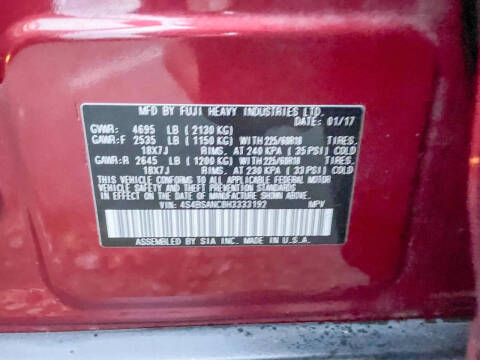 MFD BY FUJI HEAVY INDUSTRIES LTD.
DATE: 01/17
GVWR: 4695 LB (2130 KG)
GAWR:F 2535 LB (1150 KG) WITH 225/60R18 TIRES.
18X7J RIMS. AT 240 KPA (35 PSI) COLD
GAWR:R 2645 LB (1200 KG) WITH 225/60R18 TIRES.
18X7J RIMS. AT 230 KPA (33 PSI) COLD
THIS VEHICLE CONFORMS TO ALL APPLICABLE FEDERAL MOTOR
VEHICLE SAFETY AND THEFT PREVENTION STANDARDS
IN EFFECT ON THE DATE OF MANUFACTURE SHOWN ABOVE.
VIN: 4S4BSANC8H3333192 MPV
ASSEMBLED BY SIA INC. MADE IN U.S.A.